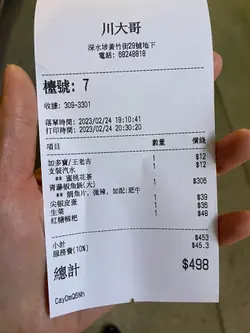 川大哥
深水埗黃竹街29號地下
電話: 68248818
檯號: 7
收據: 309-3301
落單時間: 2023/02/24 19:10:41
打印時間: 2023/02/24 20:30:20
項目 數量 價錢
加多寶/王老吉 1 $12
支裝汽水 1 $12
** 蜜桃花茶
青藤椒魚鍋(大) 1 $306
** 鯛魚片, 微辣, 加配:肥牛
尖椒皮蛋 1 $39
生菜 1 $36
紅糖糍粑 1 $48
小計 $453
服務費(10%) $45.3
總計 $498
CayOmQ6Nh